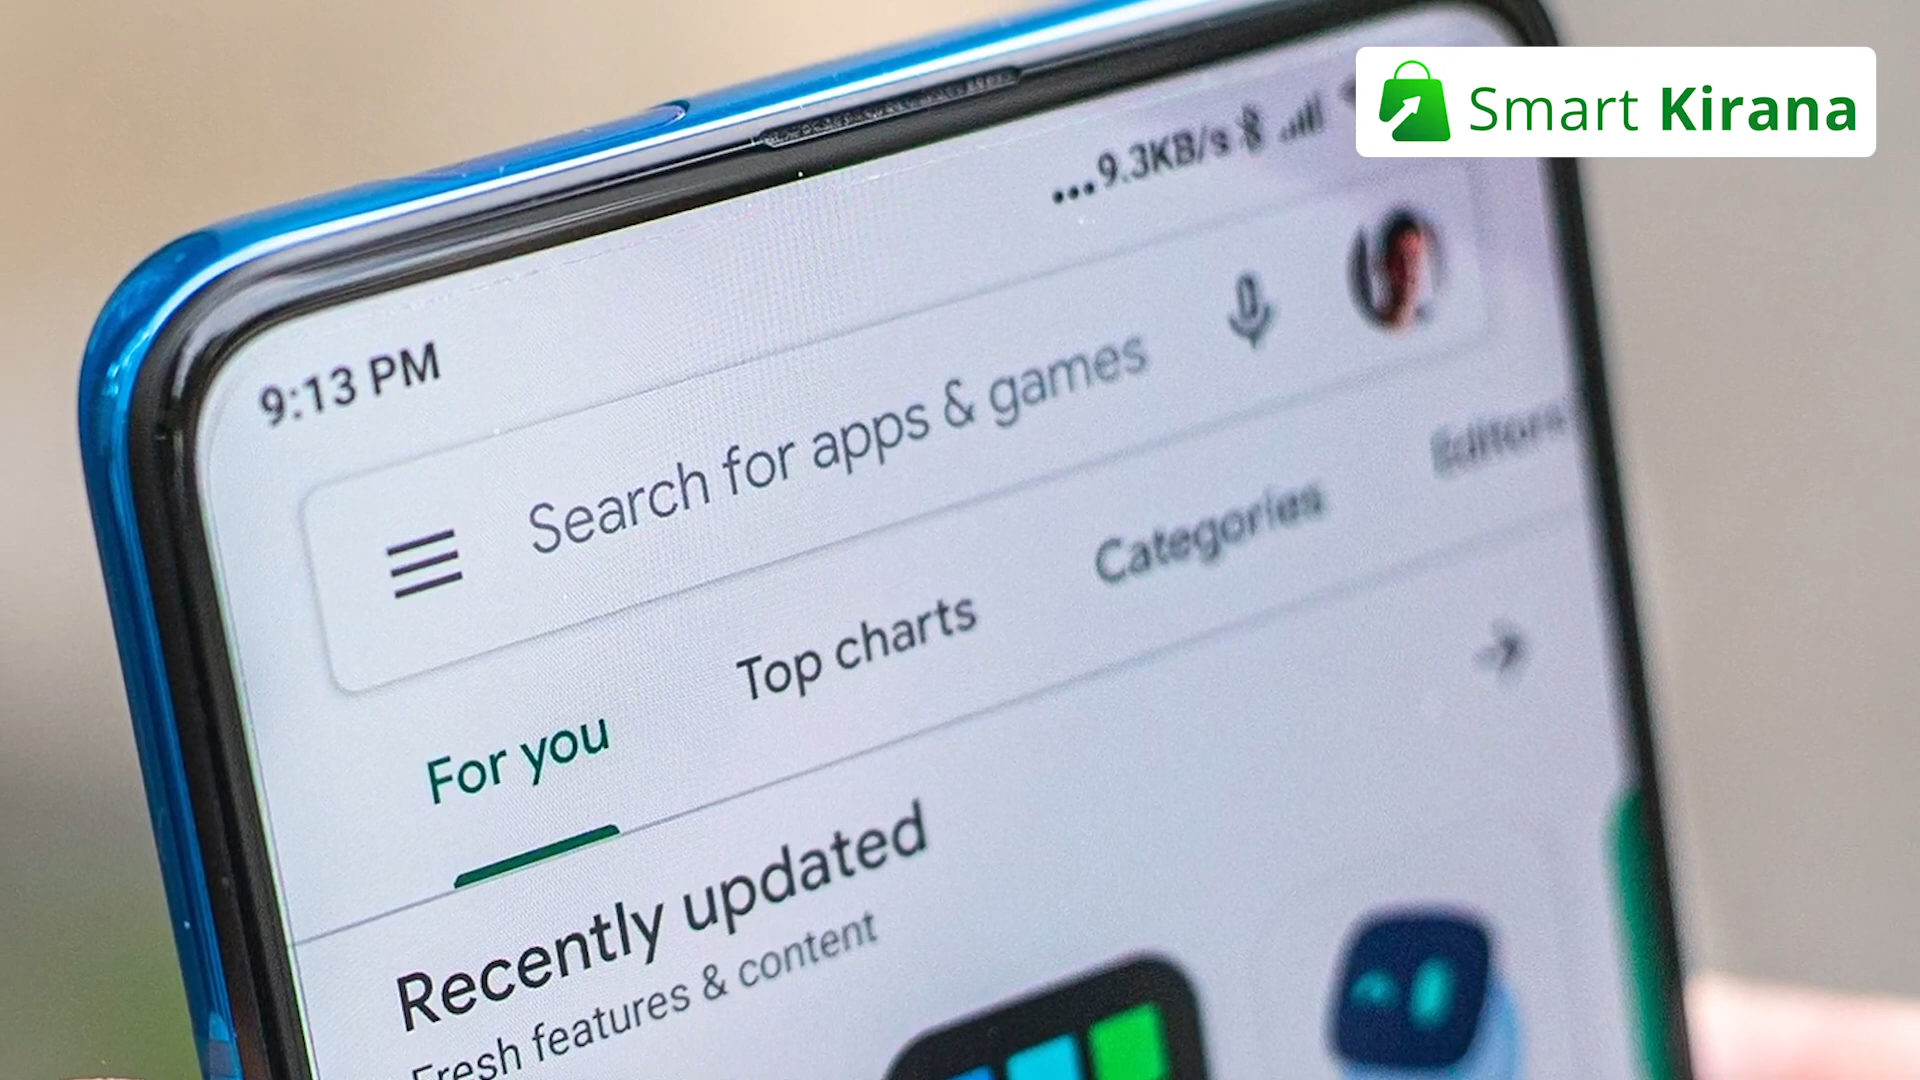 Smart Kirana
...9.3KB/s
9:13 PM
Search for apps & games
For you Top charts Categories Editors
Recently updated
Fresh features & content